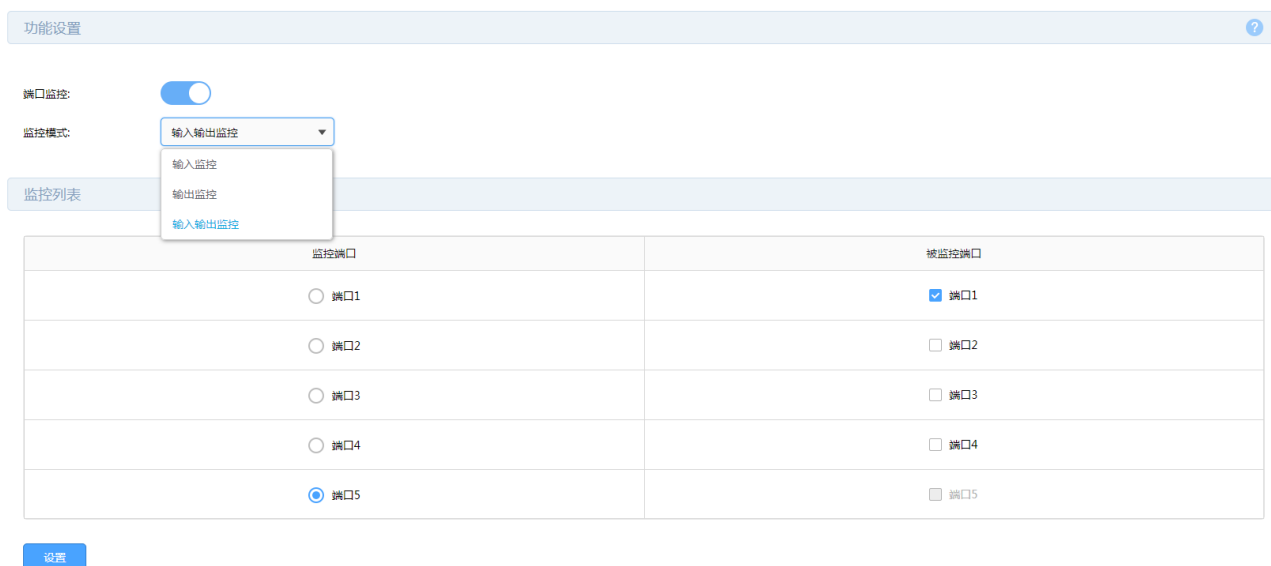 功能设置
?
端口监控:
监控模式: 输入输出监控
输入监控
监控列表 输出监控
输入输出监控
监控端口 被监控端口
端口1 端口1
端口2 端口2
端口3 端口3
端口4 端口4
端口5 端口5
设置